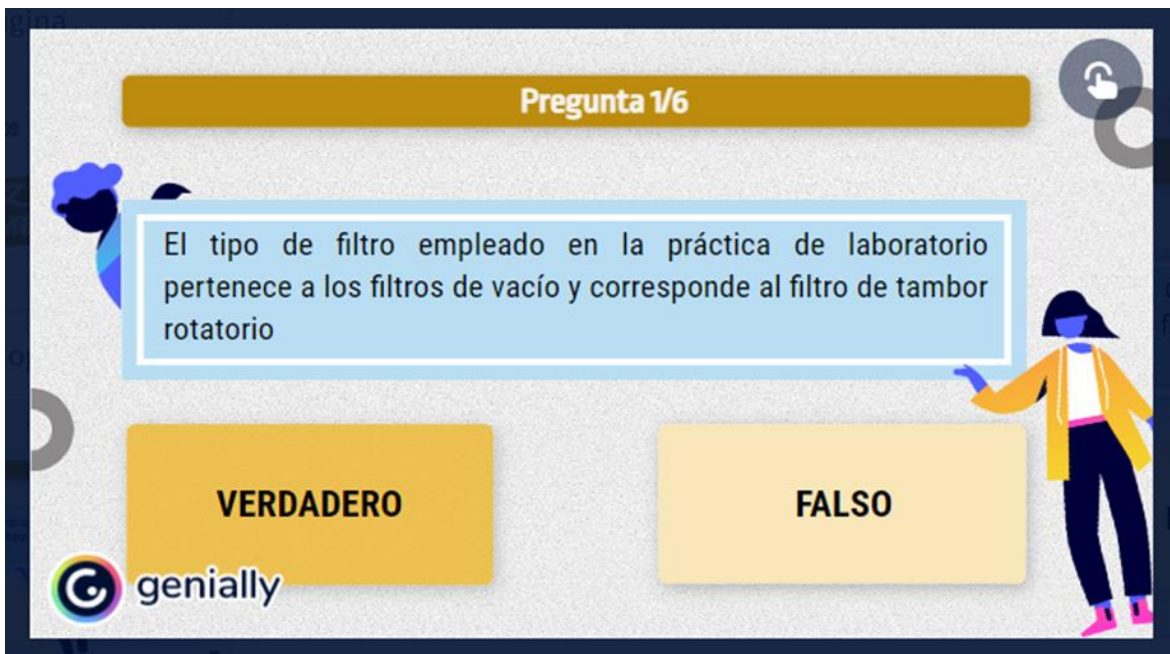 Pregunta 1/6
El tipo de filtro empleado en la práctica de laboratorio
pertenece a los filtros de vacío y corresponde al filtro de tambor
rotatorio
VERDADERO
FALSO
genially